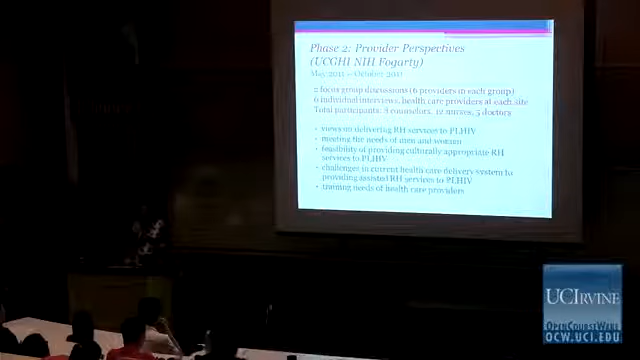 Phase 2: Provider Perspectives
(UCGHI NIH Fogarty)
May 2011 – October 2011
2 focus group discussions (6 providers in each group)
6 individual interviews, health care providers at each site
Total participants: counselors, 12 nurses, 5 doctors
• views on delivering RH services to PLHIV
• meeting the needs of men and women
• feasibility of providing culturally appropriate RH
services to PLHIV
• challenges in current health care delivery system to
providing assisted RH services to PLHIV
• training needs of health care providers
UCIRVINE
OPENCOURSEWARE
OCW.UCI.EDU